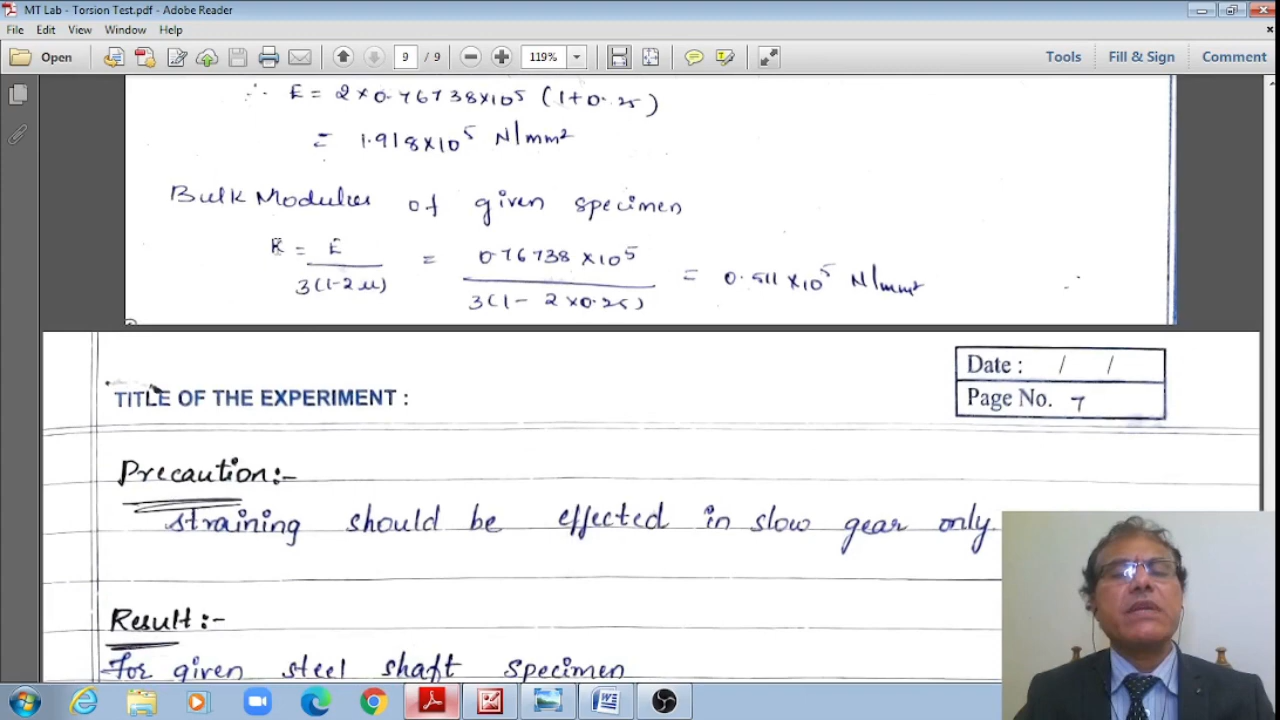 MT Lab - Torsion Test.pdf - Adobe Reader
File Edit View Window Help
Open 9 / 9 119% Tools Fill & Sign Comment
∴ E = 2 × 0.76738 × 10⁵ (1 + 0.25)
= 1.918 × 10⁵ N/mm²
Bulk Modulus of given specimen
K = E / 3(1-2μ) = 0.76738 × 10⁵ / 3(1 - 2 × 0.25) = 0.511 × 10⁵ N/mm²
Date : / /
TITLE OF THE EXPERIMENT :
Page No. 7
Precaution:-
straining should be effected in slow gear only.
Result:-
For given steel shaft specimen